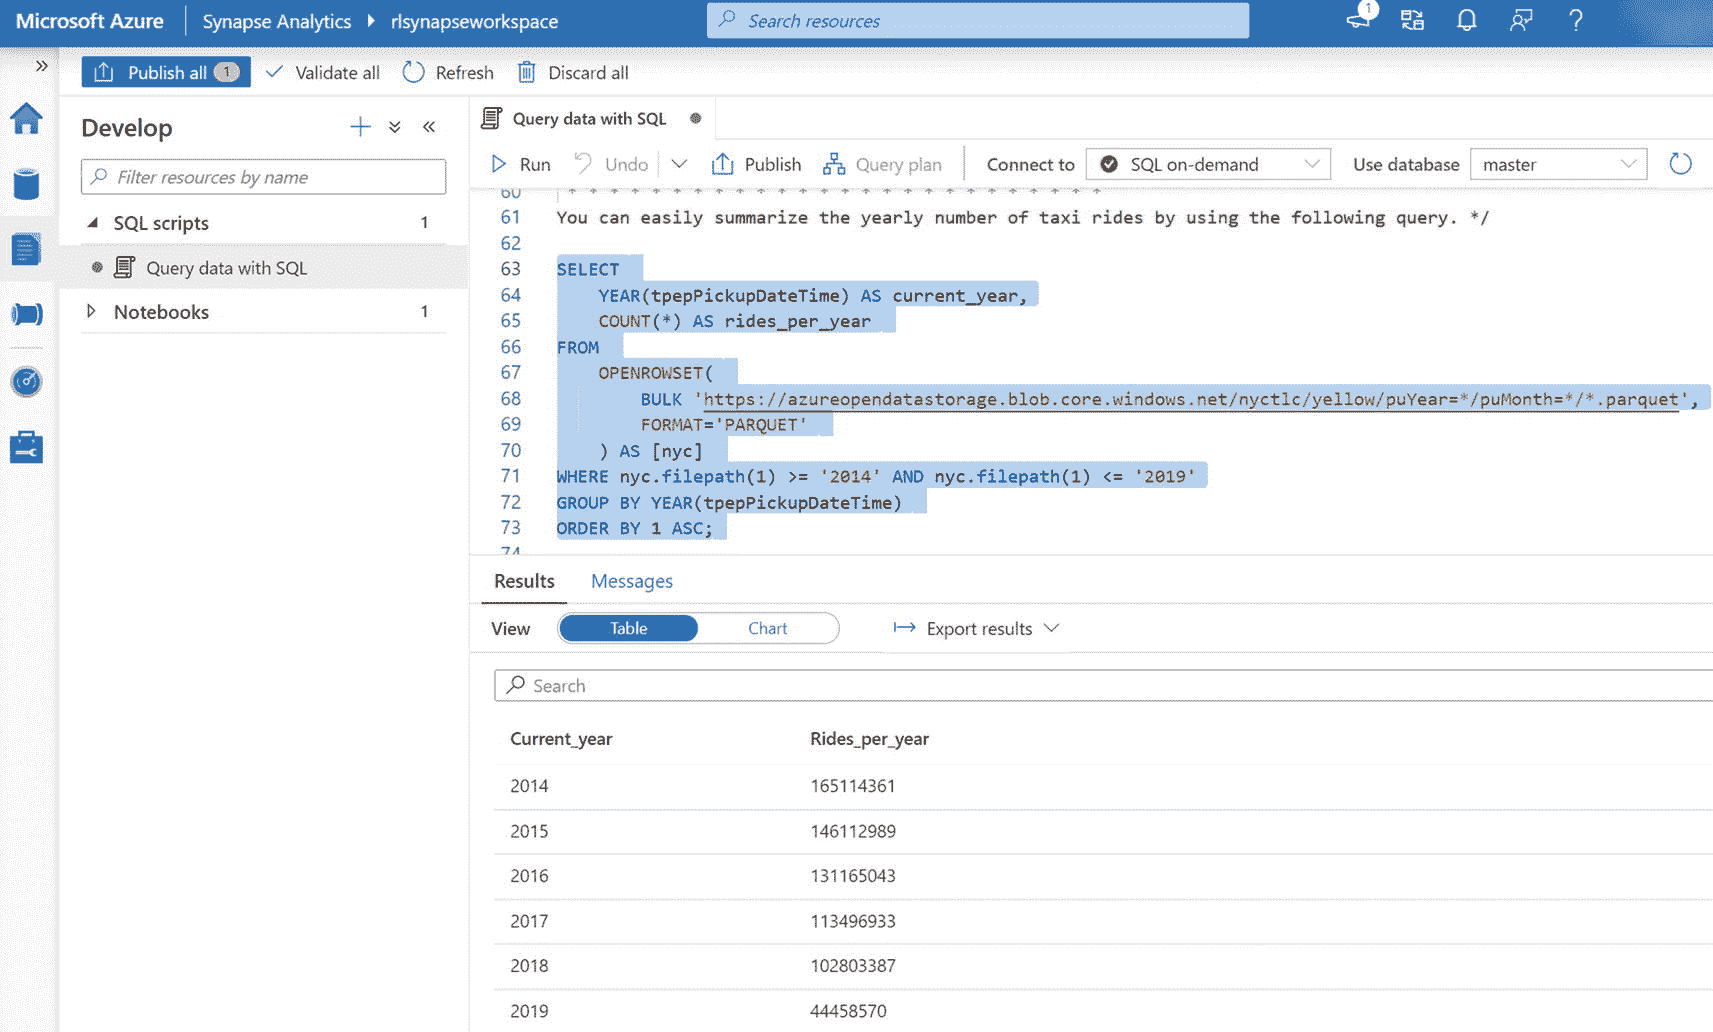 Microsoft Azure
Synapse Analytics
rlsynapseworkspace
Search resources
1
?
»
Publish all 1
Validate all
Refresh
Discard all
Develop
«
Filter resources by name
SQL scripts 1
Query data with SQL
Notebooks 1
Query data with SQL
Run
Undo
Publish
Query plan
Connect to
SQL on-demand
Use database
master
60 * * * * * * * * * * * * * * * * * * * * * * * * * *
61 You can easily summarize the yearly number of taxi rides by using the following query. */
62
63 SELECT
64 YEAR(tpepPickupDateTime) AS current_year,
65 COUNT(*) AS rides_per_year
66 FROM
67 OPENROWSET(
68 BULK 'https://azureopendatastorage.blob.core.windows.net/nyctlc/yellow/puYear=*/puMonth=*/*.parquet',
69 FORMAT='PARQUET'
70 ) AS [nyc]
71 WHERE nyc.filepath(1) >= '2014' AND nyc.filepath(1) <= '2019'
72 GROUP BY YEAR(tpepPickupDateTime)
73 ORDER BY 1 ASC;
74
Results
Messages
View
Table
Chart
Export results
Search
Current_year Rides_per_year
2014 165114361
2015 146112989
2016 131165043
2017 113496933
2018 102803387
2019 44458570